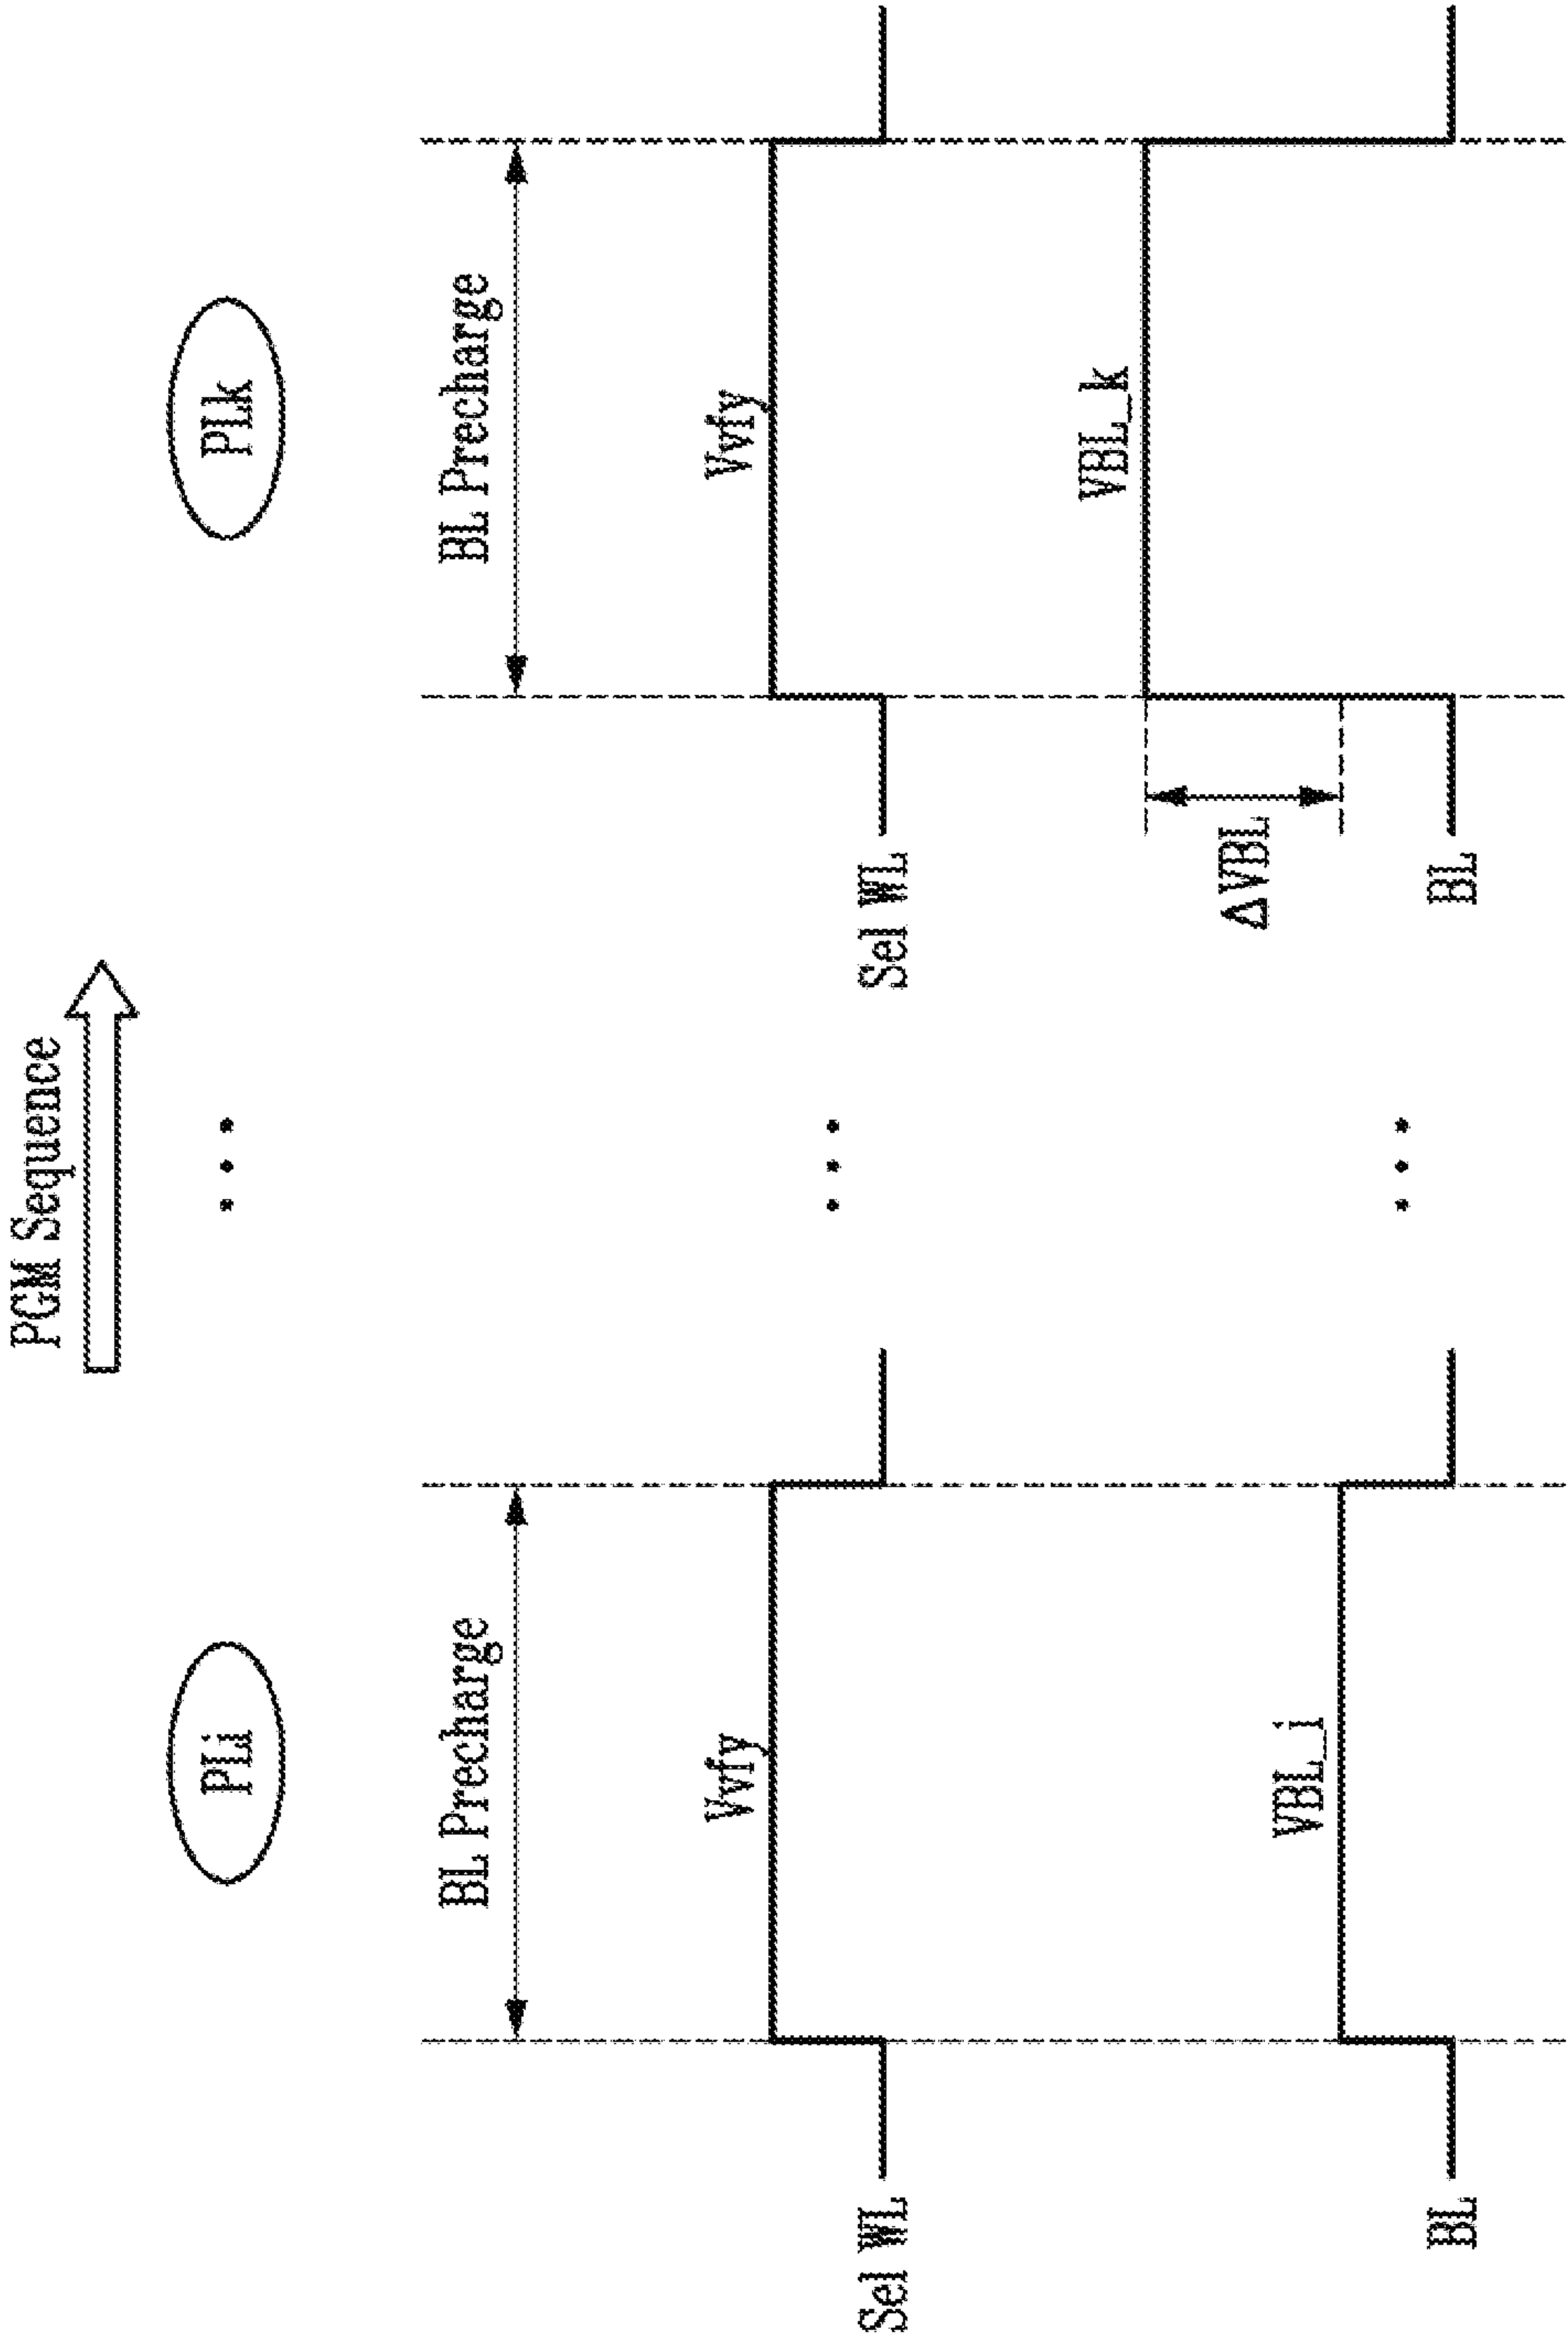 PGM Sequence
PLi
. . .
PLk
BL Precharge
BL Precharge
Vvfy
Vvfy
Sel WL
. . .
Sel WL
VBL_k
VBL_i
ΔVBL
BL
. . .
BL